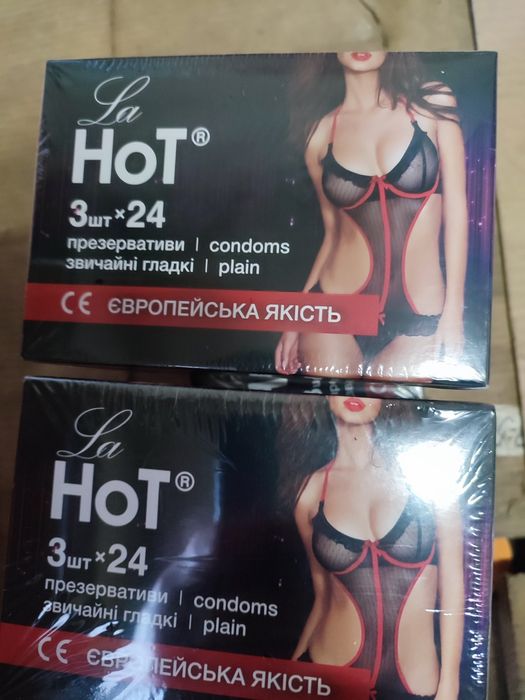 La
HoT®
3шт×24
презервативи | condoms
звичайні гладкі | plain
CE ЄВРОПЕЙСЬКА ЯКІСТЬ
La
HoT®
3шт×24
презервативи | condoms
звичайні гладкі | plain
CE ЄВРОПЕЙСЬКА ЯКІСТЬ